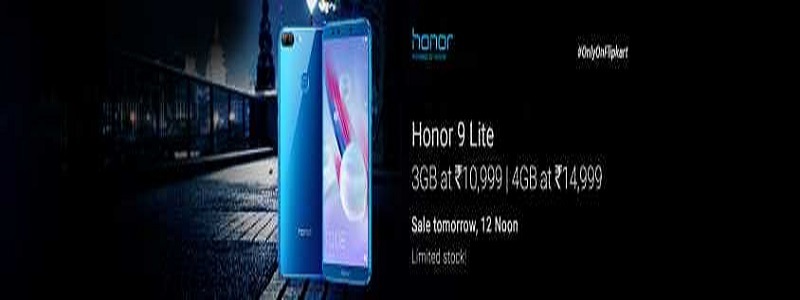 honor
#OnlyOnFlipkart
Honor 9 Lite
3GB at ₹10,999 | 4GB at ₹14,999
Sale tomorrow, 12 Noon
Limited stock!
honor